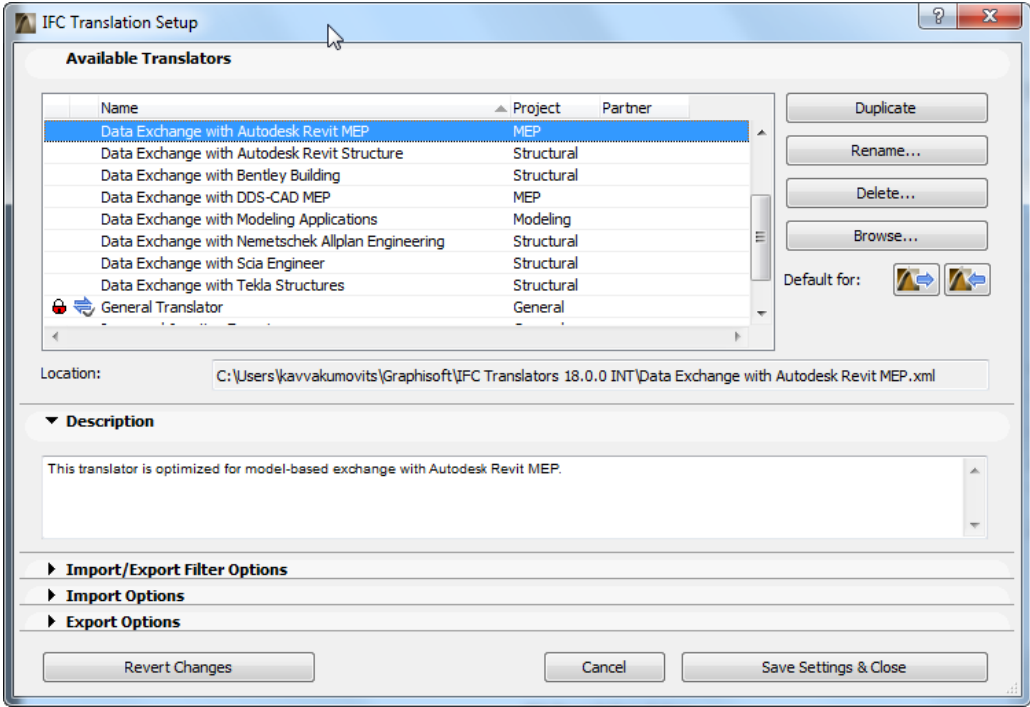 IFC Translation Setup
Available Translators
Name Project Partner
Data Exchange with Autodesk Revit MEP MEP
Data Exchange with Autodesk Revit Structure Structural
Data Exchange with Bentley Building Structural
Data Exchange with DDS-CAD MEP MEP
Data Exchange with Modeling Applications Modeling
Data Exchange with Nemetschek Allplan Engineering Structural
Data Exchange with Scia Engineer Structural
Data Exchange with Tekla Structures Structural
General Translator General
Duplicate
Rename...
Delete...
Browse...
Default for:
Location: C:\Users\kavvakumovits\Graphisoft\IFC Translators 18.0.0 INT\Data Exchange with Autodesk Revit MEP.xml
Description
This translator is optimized for model-based exchange with Autodesk Revit MEP.
Import/Export Filter Options
Import Options
Export Options
Revert Changes Cancel Save Settings & Close